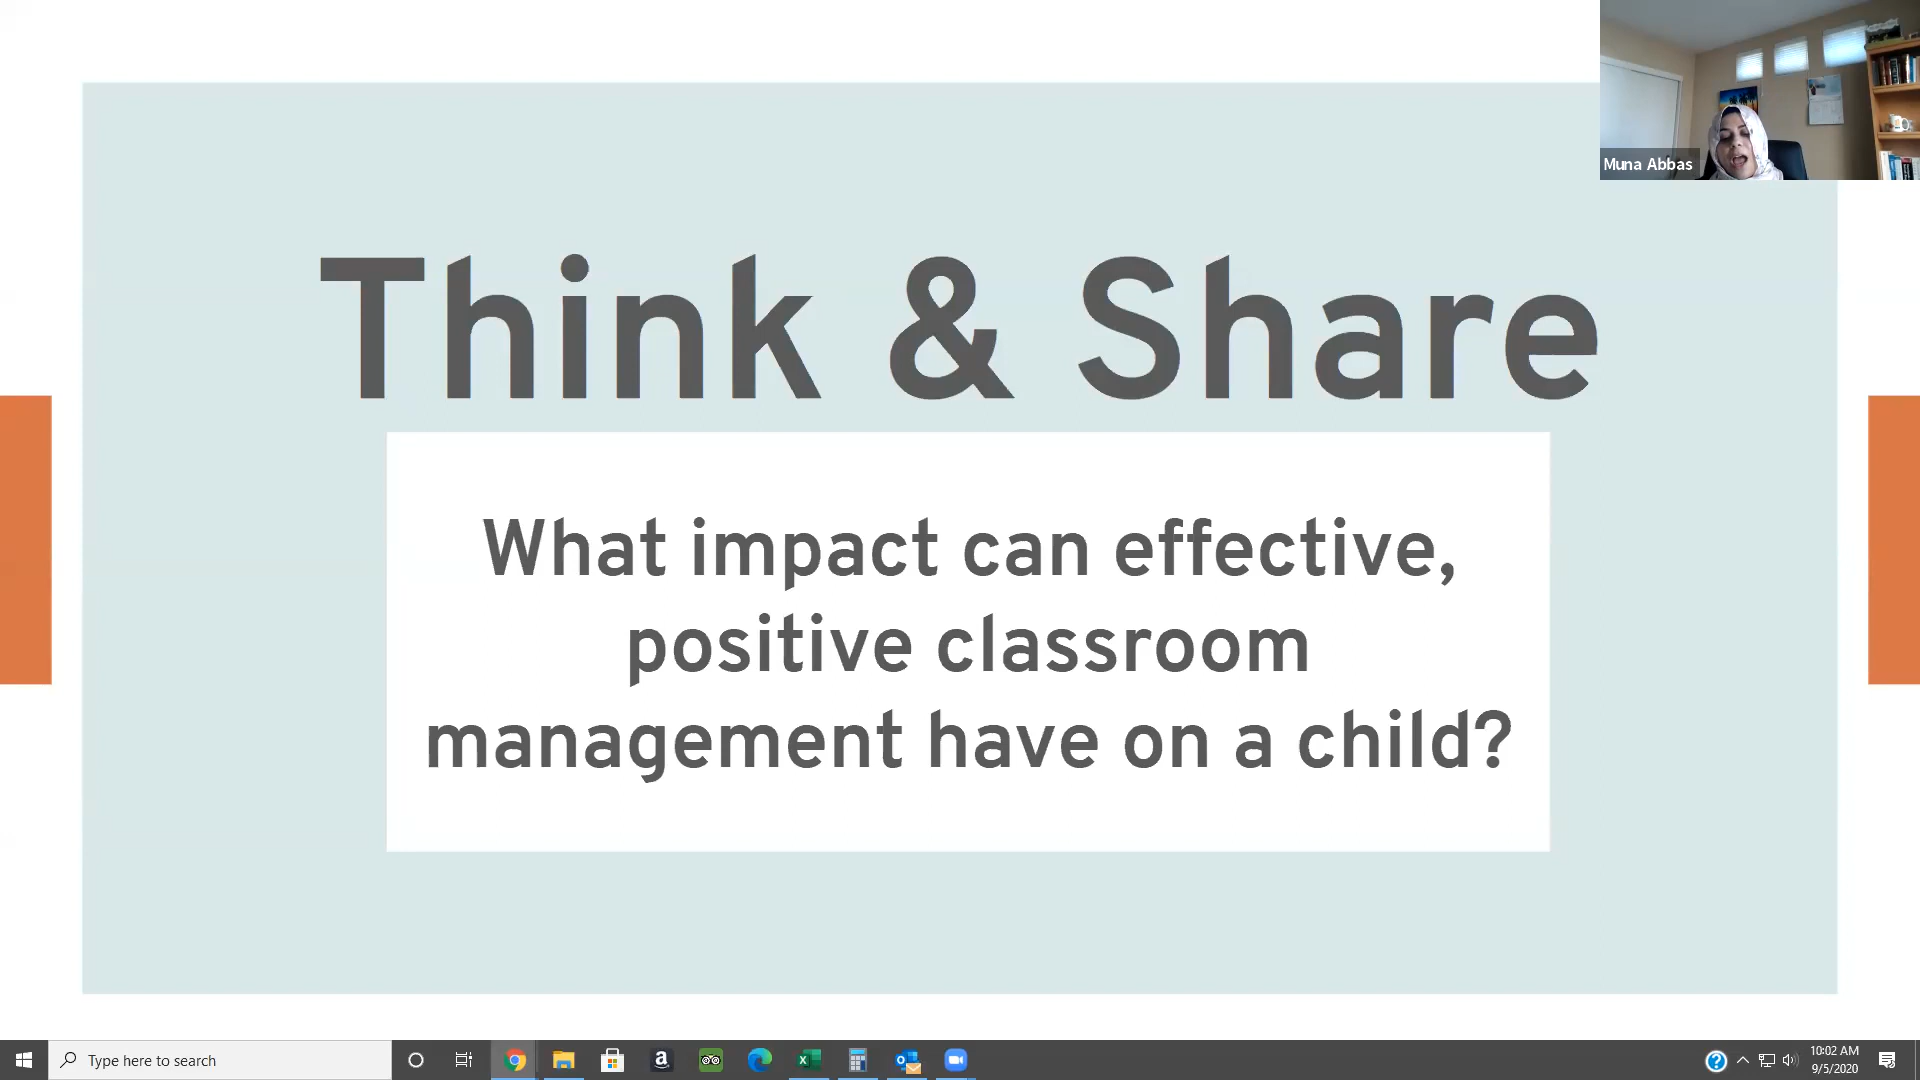 Muna Abbas
Think & Share
What impact can effective,
positive classroom
management have on a child?
Type here to search
10:02 AM
9/5/2020